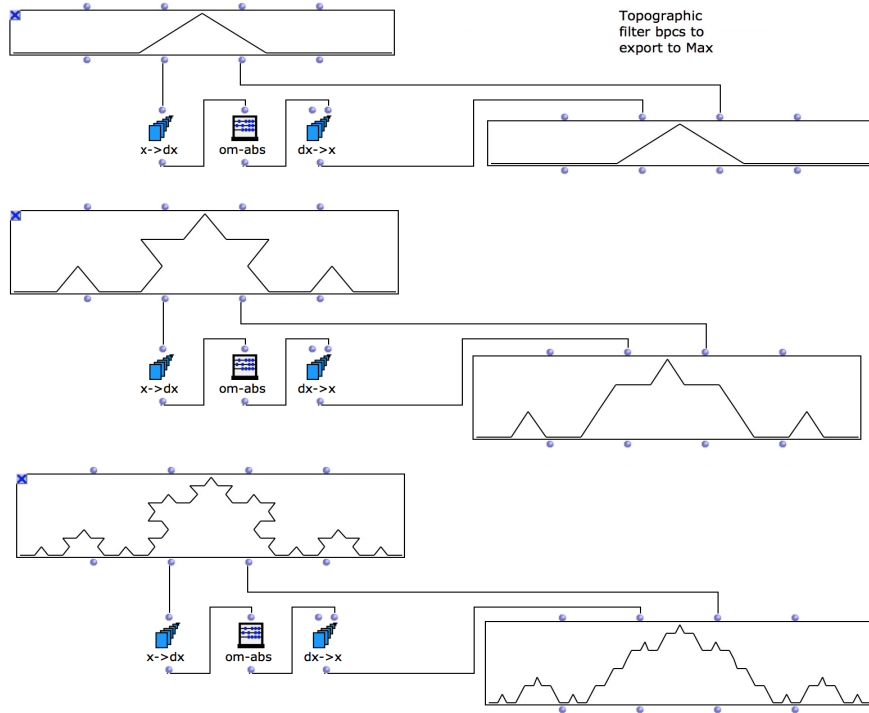 Topographic
filter bpcs to
export to Max
x->dx
om-abs
dx->x
x->dx
om-abs
dx->x
x->dx
om-abs
dx->x